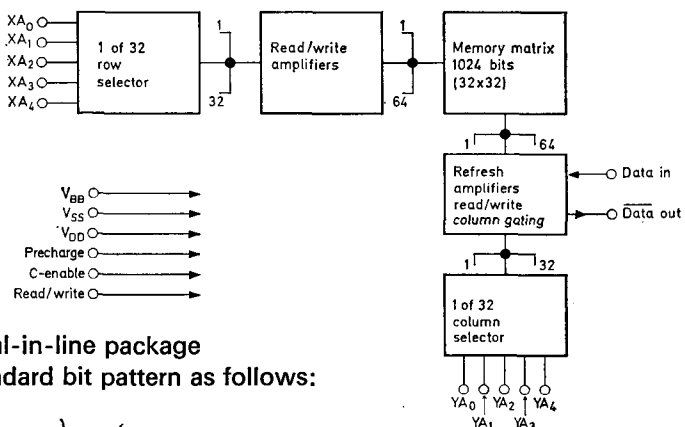 XA0
XA1
XA2
XA3
XA4
1 of 32
row
selector
1
32
Read/write
amplifiers
1
64
Memory matrix
1024 bits
(32x32)
1
64
Refresh
amplifiers
read/write
column gating
Data in
Data out
1
32
1 of 32
column
selector
YA0
YA1
YA2
YA3
YA4
VBB
VSS
VDD
Precharge
C-enable
Read/write
al-in-line package
ndard bit pattern as follows: